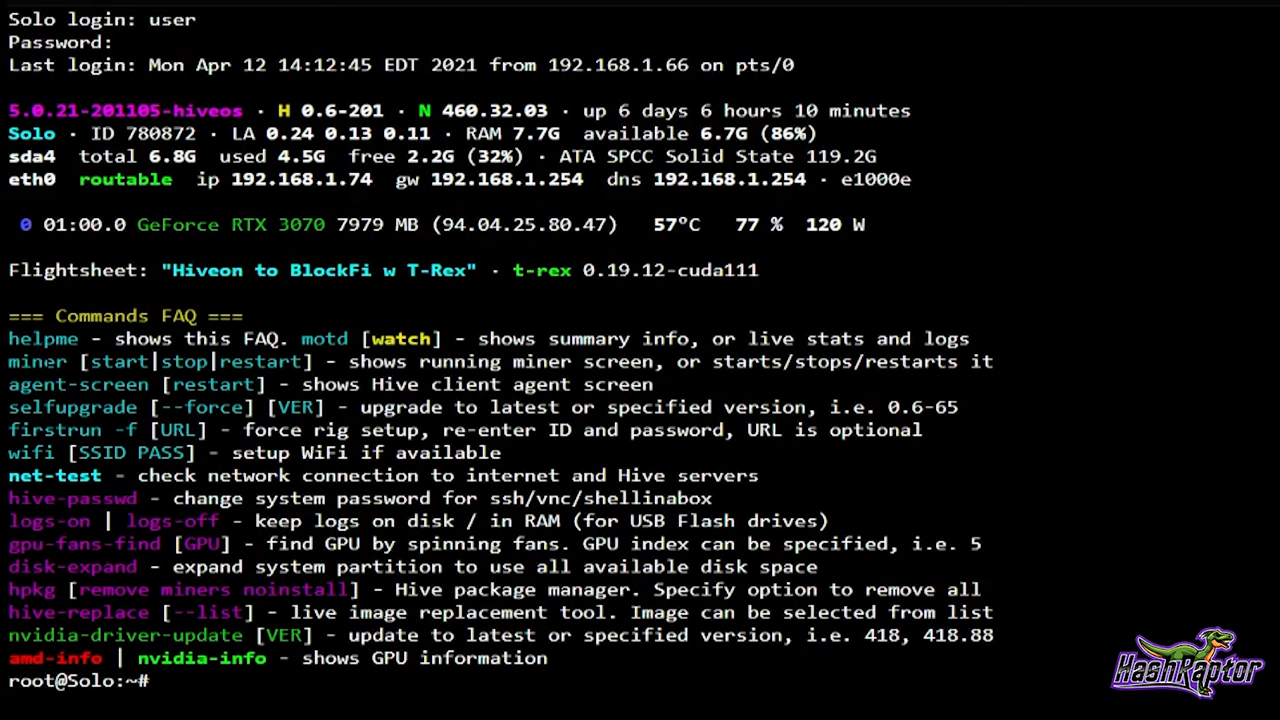 Solo login: user
Password:
Last login: Mon Apr 12 14:12:45 EDT 2021 from 192.168.1.66 on pts/0
5.0.21-201105-hiveos · H 0.6-201 · N 460.32.03 · up 6 days 6 hours 10 minutes
Solo · ID 780872 · LA 0.24 0.13 0.11 · RAM 7.7G available 6.7G (86%)
sda4 total 6.8G used 4.5G free 2.2G (32%) · ATA SPCC Solid State 119.2G
eth0 routable ip 192.168.1.74 gw 192.168.1.254 dns 192.168.1.254 · e1000e
0 01:00.0 GeForce RTX 3070 7979 MB (94.04.25.80.47) 57°C 77 % 120 W
Flightsheet: "Hiveon to BlockFi w T-Rex" · t-rex 0.19.12-cuda111
=== Commands FAQ ===
helpme - shows this FAQ. motd [watch] - shows summary info, or live stats and logs
miner [start|stop|restart] - shows running miner screen, or starts/stops/restarts it
agent-screen [restart] - shows Hive client agent screen
selfupgrade [--force] [VER] - upgrade to latest or specified version, i.e. 0.6-65
firstrun -f [URL] - force rig setup, re-enter ID and password, URL is optional
wifi [SSID PASS] - setup WiFi if available
net-test - check network connection to internet and Hive servers
hive-passwd - change system password for ssh/vnc/shellinabox
logs-on | logs-off - keep logs on disk / in RAM (for USB Flash drives)
gpu-fans-find [GPU] - find GPU by spinning fans. GPU index can be specified, i.e. 5
disk-expand - expand system partition to use all available disk space
hpkg [remove miners noinstall] - Hive package manager. Specify option to remove all
hive-replace [--list] - live image replacement tool. Image can be selected from list
nvidia-driver-update [VER] - update to latest or specified version, i.e. 418, 418.88
amd-info | nvidia-info - shows GPU information
root@Solo:~#
HashRaptor